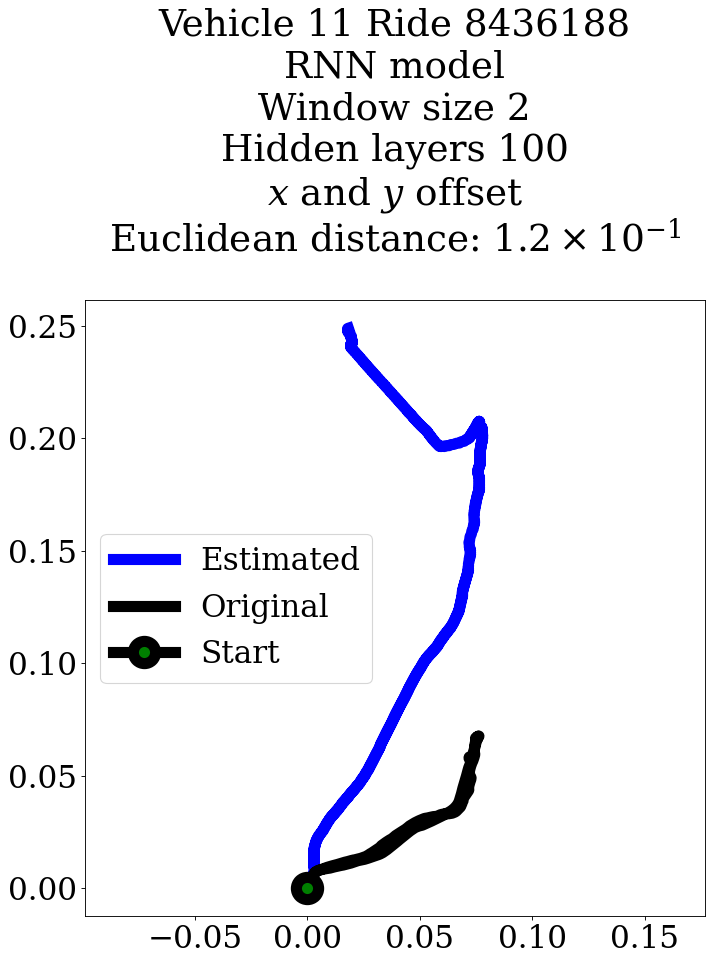 Vehicle 11 Ride 8436188
RNN model
Window size 2
Hidden layers 100
x and y offset
Euclidean distance: 1.2 × 10⁻¹
0.25
0.20
0.15
0.10
0.05
0.00
Estimated
Original
Start
−0.05 0.00 0.05 0.10 0.15